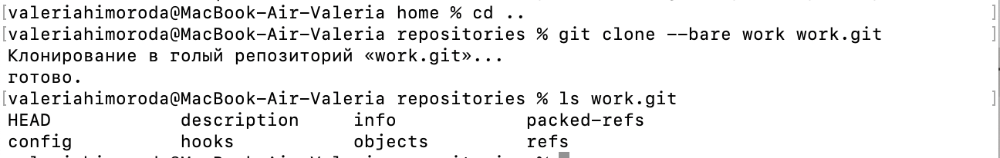 [valeriahimoroda@MacBook-Air-Valeria home % cd .. ]
[valeriahimoroda@MacBook-Air-Valeria repositories % git clone --bare work work.git ]
Клонирование в голый репозиторий «work.git»...
готово.
[valeriahimoroda@MacBook-Air-Valeria repositories % ls work.git ]
HEAD description info packed-refs
config hooks objects refs